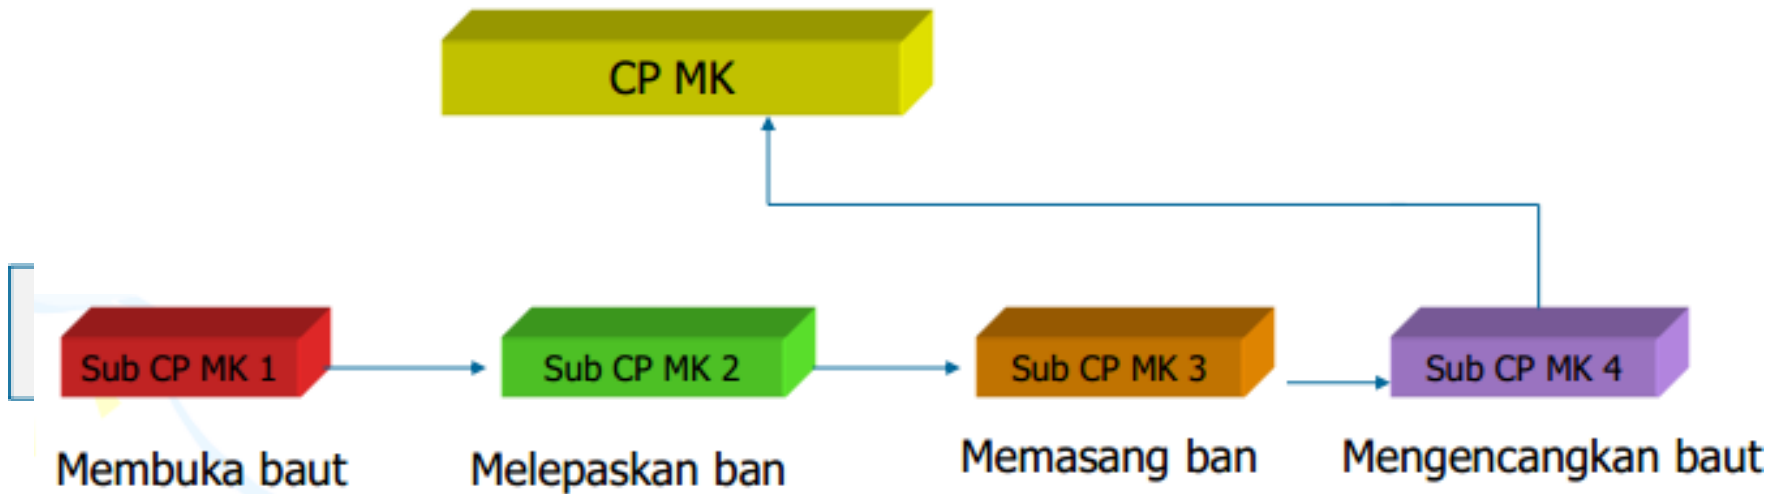 CP MK
Sub CP MK 1
Sub CP MK 2
Sub CP MK 3
Sub CP MK 4
Membuka baut
Melepaskan ban
Memasang ban
Mengencangkan baut